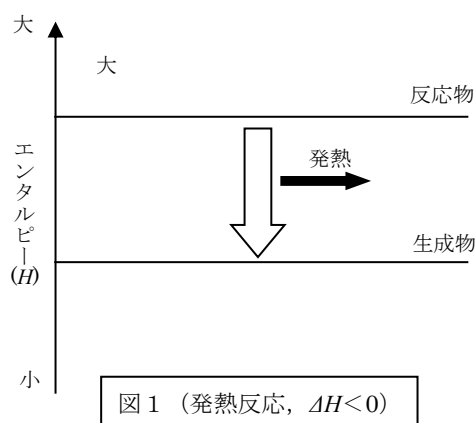 大
大
反応物
発熱
エンタルピー
(H)
生成物
小
図1 (発熱反応, ΔH<0)